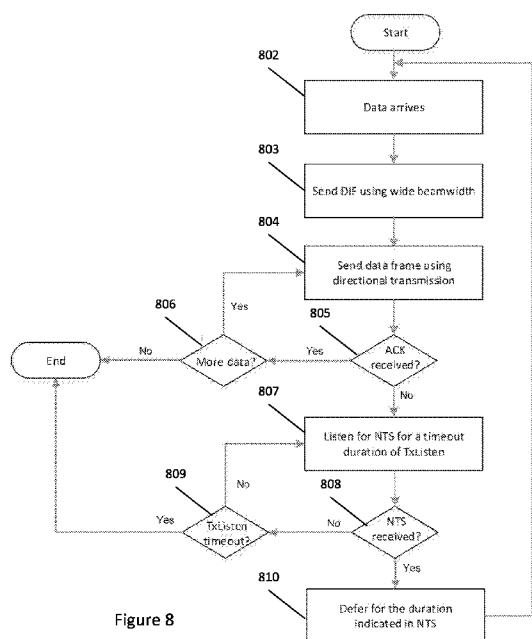 Start
802
Data arrives
803
Send DIF using wide beamwidth
804
Send data frame using
directional transmission
806
Yes
805
End
No
More data?
Yes
ACK
received?
No
807
Listen for NTS for a timeout
duration of TxListen
809
No
808
Yes
TxListen
timeout?
No
NTS
received?
Yes
810
Defer for the duration
indicated in NTS
Figure 8